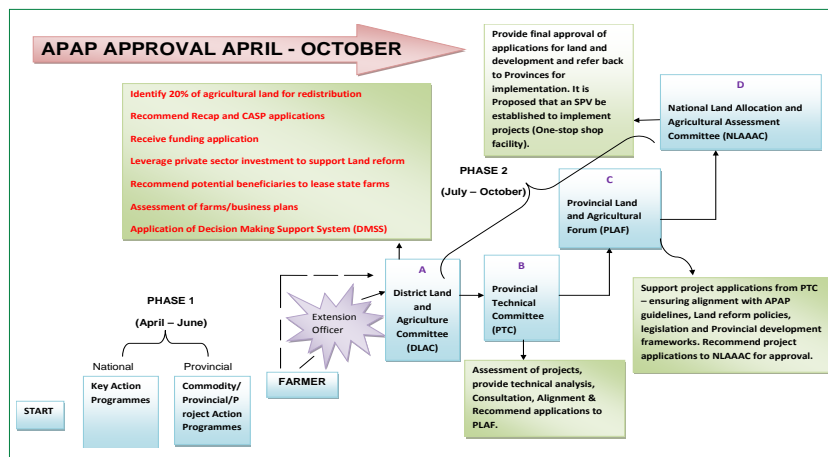 APAP APPROVAL APRIL - OCTOBER
Provide final approval of
applications for land and
development and refer back
to Provinces for
implementation. It is
Proposed that an SPV be
established to implement
projects (One-stop shop
facility).
D
National Land Allocation and
Agricultural Assessment
Committee (NLAAAC)
Identify 20% of agricultural land for redistribution
Recommend Recap and CASP applications
Receive funding application
Leverage private sector investment to support Land reform
Recommend potential beneficiaries to lease state farms
Assessment of farms/business plans
Application of Decision Making Support System (DMSS)
PHASE 2
(July – October)
C
Provincial Land
and Agricultural
Forum (PLAF)
A
District Land
and
Agriculture
Committee
(DLAC)
B
Provincial
Technical
Committee
(PTC)
Support project applications from PTC
– ensuring alignment with APAP
guidelines, Land reform policies,
legislation and Provincial development
frameworks. Recommend project
applications to NLAAAC for approval.
PHASE 1
(April – June)
Extension
Officer
National
Key Action
Programmes
Provincial
Commodity/
Provincial/P
roject Action
Programmes
FARMER
START
Assessment of projects,
provide technical analysis,
Consultation, Alignment &
Recommend applications to
PLAF.